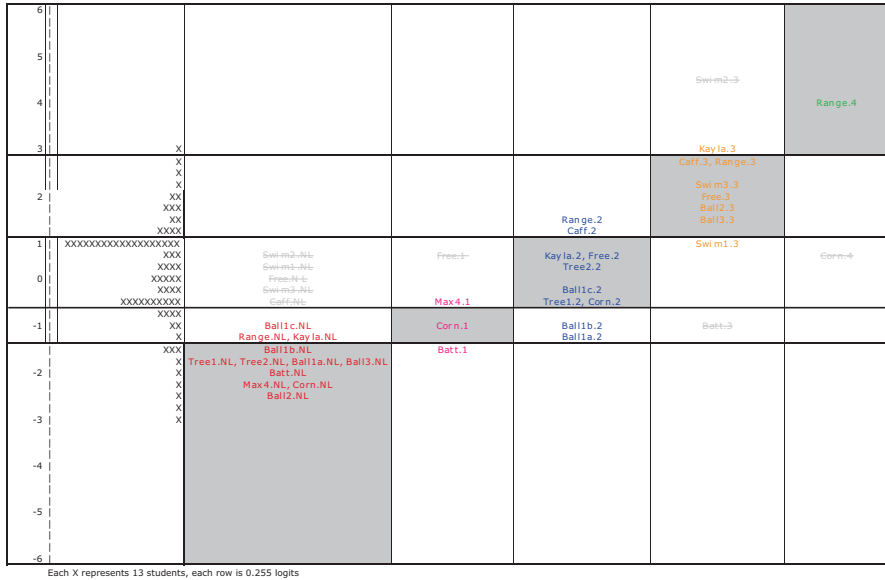 6
5
Swim2.3
4 Range.4
3 X Kayla.3
X Caff.3, Range.3
X
X Swim3.3
2 XX Free.3
XXX Ball2.3
XX Range.2 Ball3.3
XXXX Caff.2
1 XXXXXXXXXXXXXXXXXXX Swim1.3
XXX Swim2.NL Free.1 Kayla.2, Free.2 Corn.4
XXXX Swim1.NL Tree2.2
0 XXXX Free.NL
XXXXX Swim3.NL Ball1c.2
XXXXXXXXXX Caff.NL Max4.1 Tree1.2, Corn.2
XXXX
-1 XX Ball1c.NL Corn.1 Ball1b.2 Batt.3
X Range.NL, Kayla.NL Ball1a.2
XXX Ball1b.NL Batt.1
X Tree1.NL, Tree2.NL, Ball1a.NL, Ball3.NL
-2 X Batt.NL
X Max4.NL, Corn.NL
X Ball2.NL
X
-3 X
-4
-5
-6
Each X represents 13 students, each row is 0.255 logits